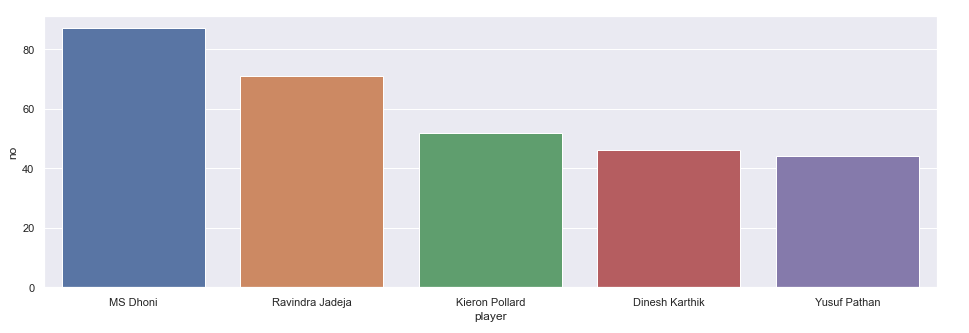 80
60
40
20
0
no
MS Dhoni
Ravindra Jadeja
Kieron Pollard
Dinesh Karthik
Yusuf Pathan
player